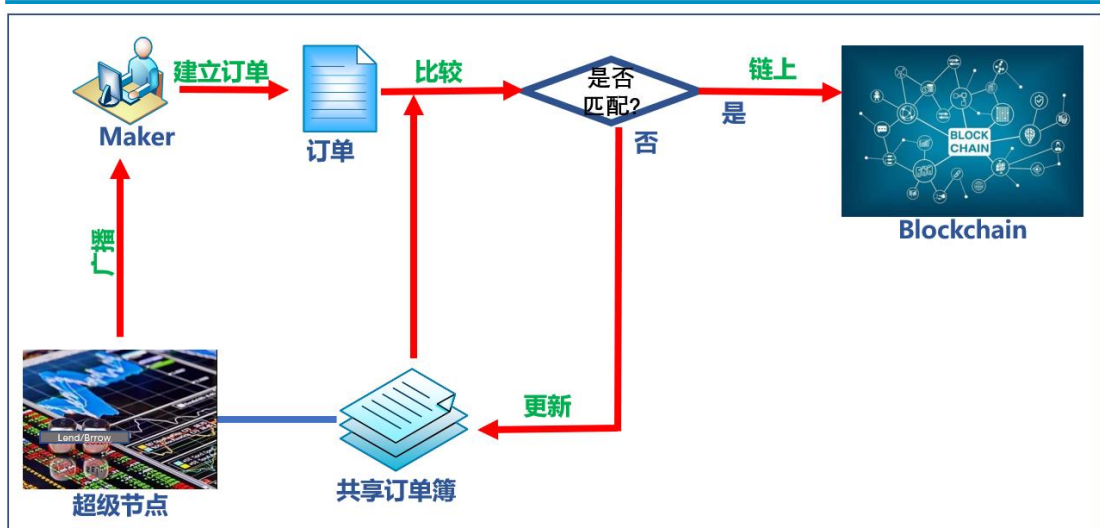 建立订单
比较
是否
匹配?
链上
是
Maker
订单
否
BLOCK
CHAIN
Blockchain
广播
更新
Lend/Brrow
共享订单簿
超级节点